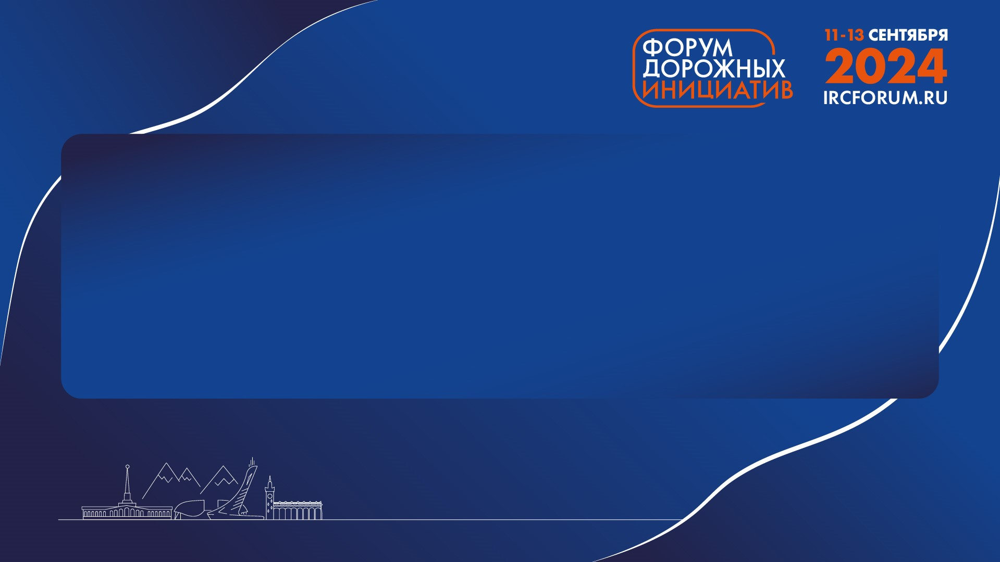 ФОРУМ
ДОРОЖНЫХ
ИНИЦИАТИВ
11-13 СЕНТЯБРЯ
2024
IRCFORUM.RU